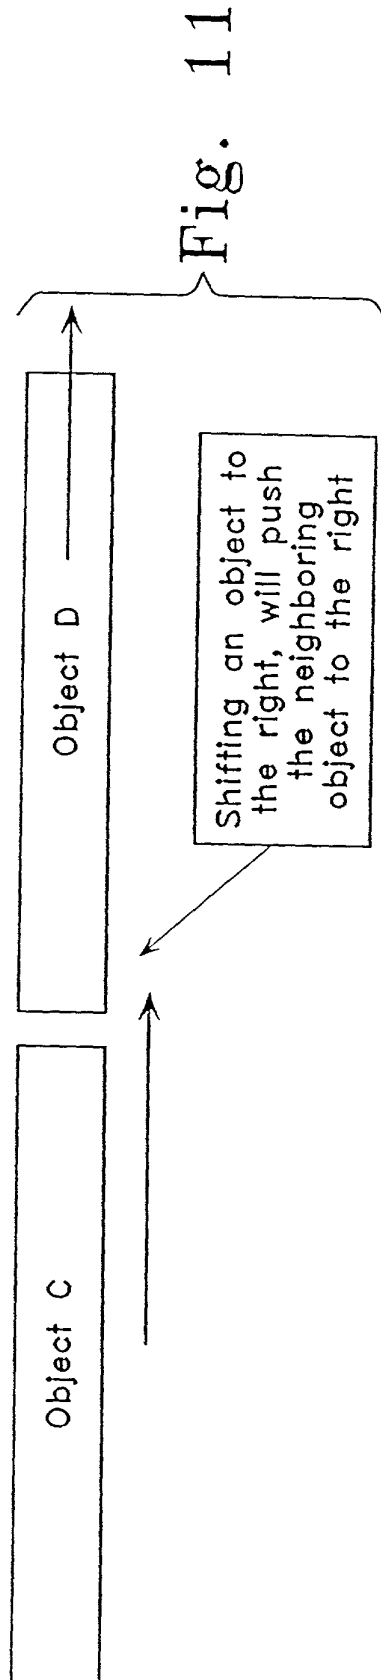 Object C
Object D
Shifting an object to
the right, will push
the neighboring
object to the right
Fig. 11